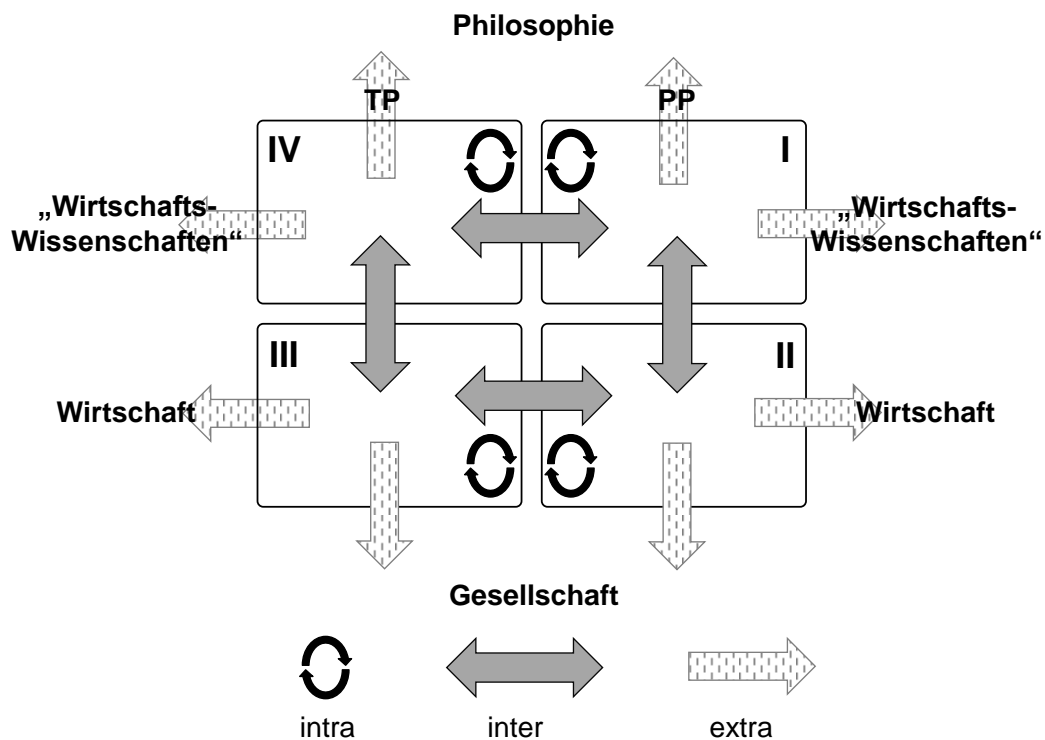 Philosophie
TP
PP
IV
I
„Wirtschafts-
Wissenschaften“
„Wirtschafts-
Wissenschaften“
III
II
Wirtschaft
Wirtschaft
Gesellschaft
intra
inter
extra